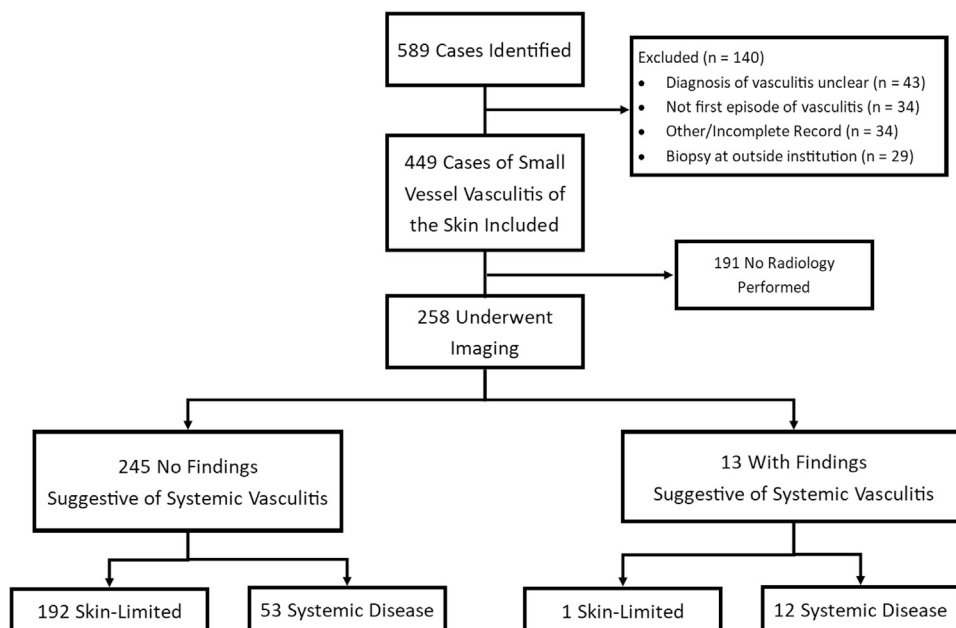 589 Cases Identified
Excluded (n = 140)
• Diagnosis of vasculitis unclear (n = 43)
• Not first episode of vasculitis (n = 34)
• Other/Incomplete Record (n = 34)
• Biopsy at outside institution (n = 29)
449 Cases of Small
Vessel Vasculitis of
the Skin Included
191 No Radiology
Performed
258 Underwent
Imaging
245 No Findings
Suggestive of Systemic Vasculitis
13 With Findings
Suggestive of Systemic Vasculitis
192 Skin-Limited
53 Systemic Disease
1 Skin-Limited
12 Systemic Disease